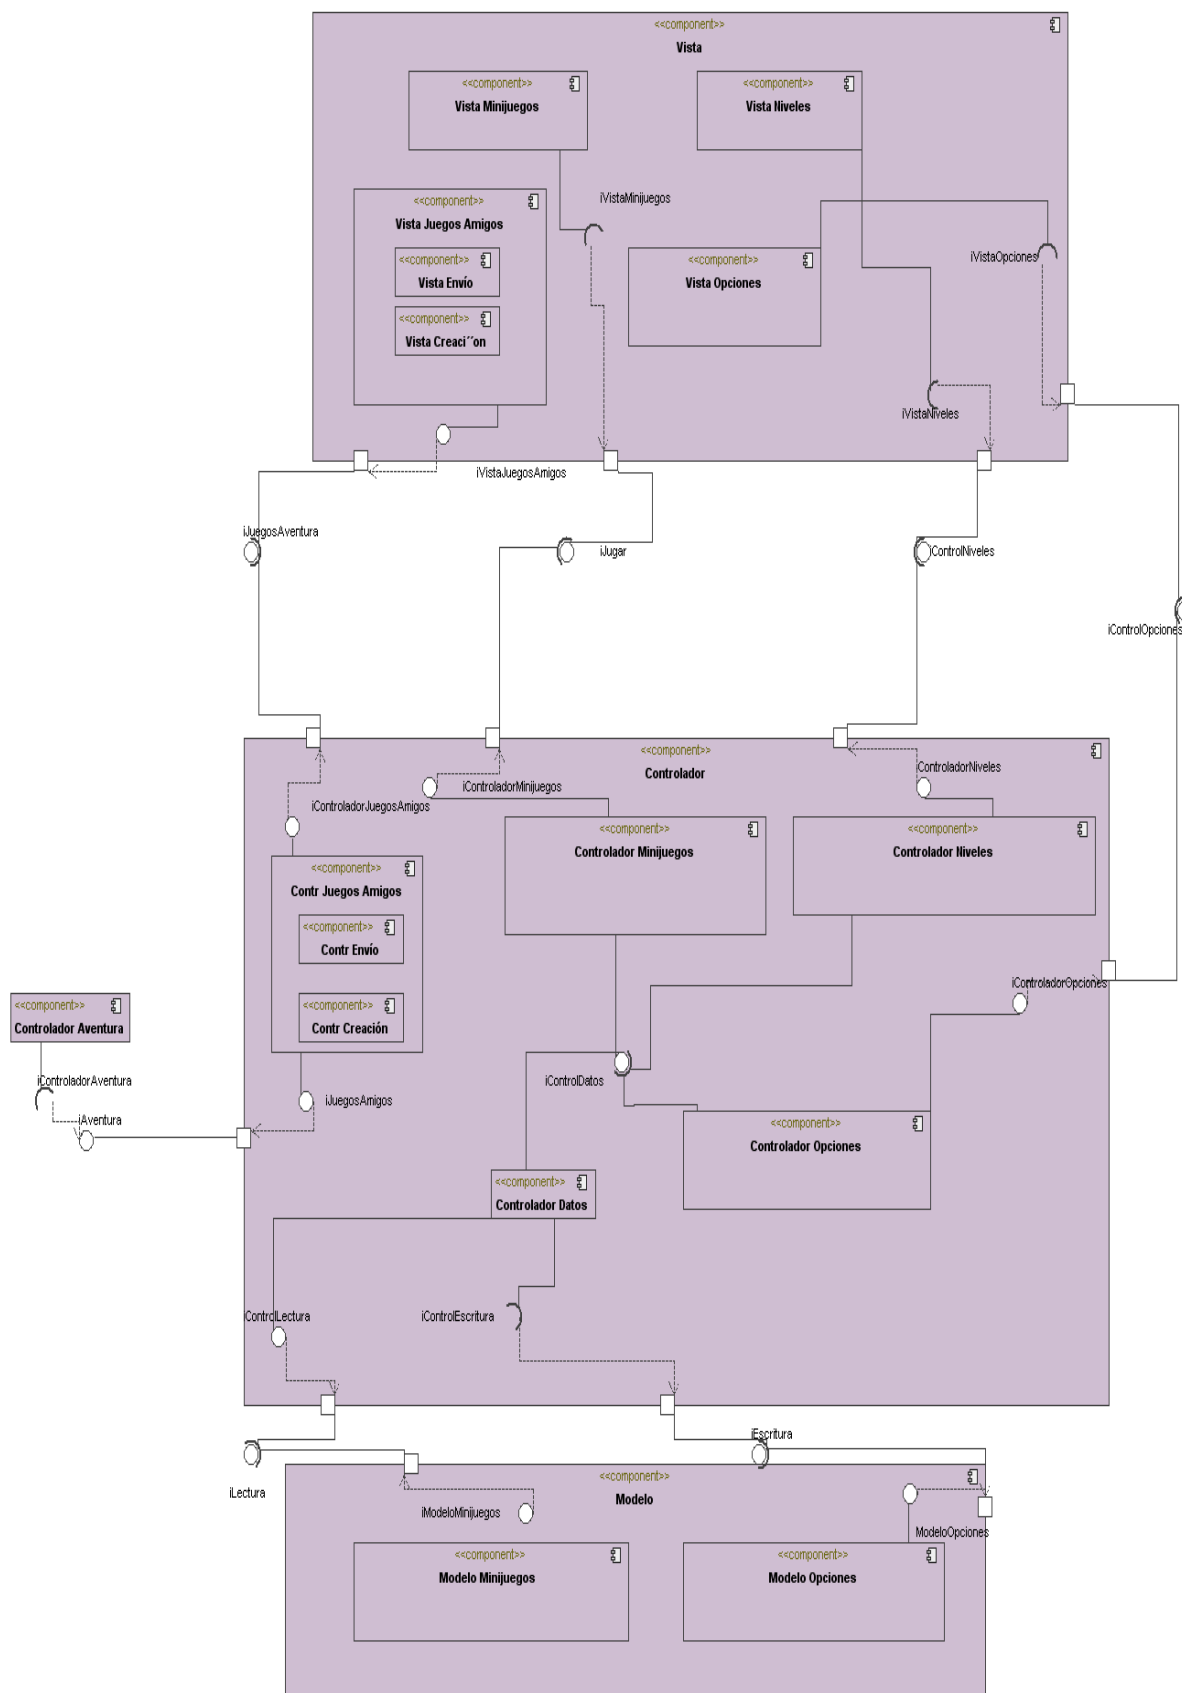 <<component>>
Vista
<<component>>
Vista Minijuegos
<<component>>
Vista Niveles
<<component>>
Vista Juegos Amigos
<<component>>
Vista Envío
<<component>>
Vista Creaci´´on
iVistaMinijuegos
<<component>>
Vista Opciones
iVistaOpciones
iVistaNiveles
iVistaJuegosAmigos
iJuegosAventura
iJugar
iControlNiveles
iControlOpciones
<<component>>
Controlador
iControladorJuegosAmigos
iControladorMinijuegos
ControladorNiveles
<<component>>
Controlador Minijuegos
<<component>>
Controlador Niveles
<<component>>
Contr Juegos Amigos
<<component>>
Contr Envío
<<component>>
Contr Creación
iControladorOpciones
<<component>>
Controlador Aventura
iControladorAventura
iAventura
iJuegosAmigos
iControlDatos
<<component>>
Controlador Opciones
<<component>>
Controlador Datos
iControlLectura
iControlEscritura
iLectura
iEscritura
<<component>>
Modelo
iModeloMinijuegos
ModeloOpciones
<<component>>
Modelo Minijuegos
<<component>>
Modelo Opciones